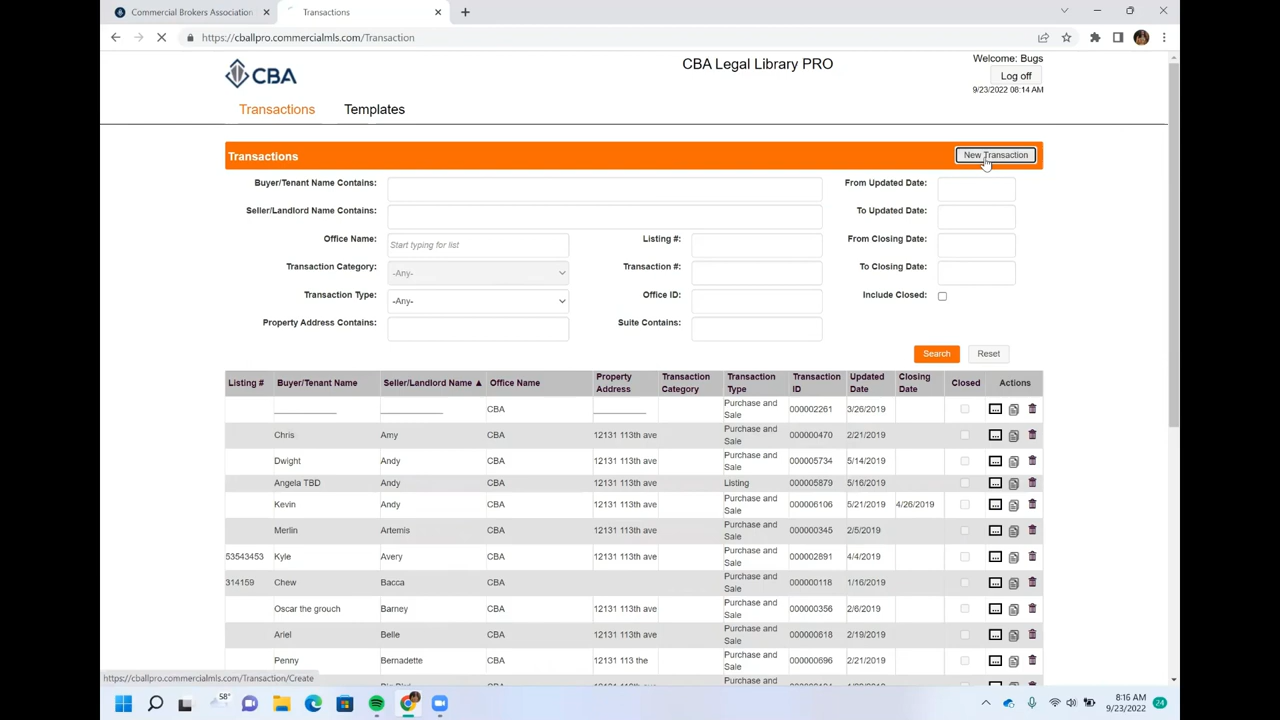 Commercial Brokers Association
Transactions
https://cballpro.commercialmls.com/Transaction
CBA
CBA Legal Library PRO
Welcome: Bugs
Log off
9/23/2022 08:14 AM
Transactions Templates
Transactions New Transaction
Buyer/Tenant Name Contains: From Updated Date:
Seller/Landlord Name Contains: To Updated Date:
Office Name: Start typing for list Listing #: From Closing Date:
Transaction Category: -Any- Transaction #: To Closing Date:
Transaction Type: -Any- Office ID: Include Closed:
Property Address Contains: Suite Contains:
Search Reset
Listing # Buyer/Tenant Name Seller/Landlord Name ▲ Office Name Property Address Transaction Category Transaction Type Transaction ID Updated Date Closing Date Closed Actions
____________ ____________ CBA __________ Purchase and Sale 000002261 3/26/2019
Chris Amy CBA 12131 113th ave Purchase and Sale 000000470 2/21/2019
Dwight Andy CBA 12131 113th ave Purchase and Sale 000005734 5/14/2019
Angela TBD Andy CBA 12131 113th ave Listing 000005879 5/16/2019
Kevin Andy CBA 12131 113th ave Purchase and Sale 000006106 5/21/2019 4/26/2019
Merlin Artemis CBA 12131 113th ave Purchase and Sale 000000345 2/5/2019
53543453 Kyle Avery CBA 12131 113th ave Purchase and Sale 000002891 4/4/2019
314159 Chew Bacca CBA Purchase and Sale 000000118 1/16/2019
Oscar the grouch Barney CBA 12131 113th ave Purchase and Sale 000000356 2/6/2019
Ariel Belle CBA 12131 113th ave Purchase and Sale 000000618 2/19/2019
Penny Bernadette CBA 12131 113 the Purchase and Sale 000000696 2/21/2019
https://cballpro.commercialmls.com/Transaction/Create
58°
8:16 AM
9/23/2022
24